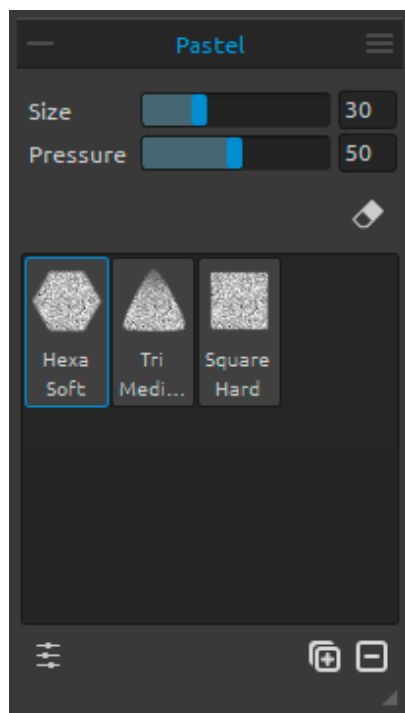 Pastel
Size 30
Pressure 50
Hexa Soft
Tri Medi...
Square Hard